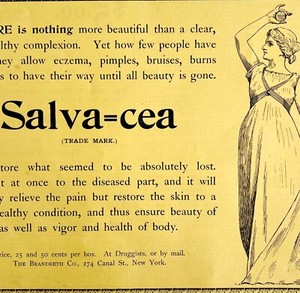 RE is nothing more beautiful than a clear,
lthy complexion. Yet how few people have
hey allow eczema, pimples, bruises, burns
s to have their way until all beauty is gone.
Salva=cea
(TRADE MARK.)
tore what seemed to be absolutely lost.
t at once to the diseased part, and it will
ly relieve the pain but restore the skin to a
ealthy condition, and thus ensure beauty of
as well as vigor and health of body.
rice, 25 and 50 cents per box. At Druggists, or by mail.
THE BRANDRETH CO., 274 Canal St., New York.